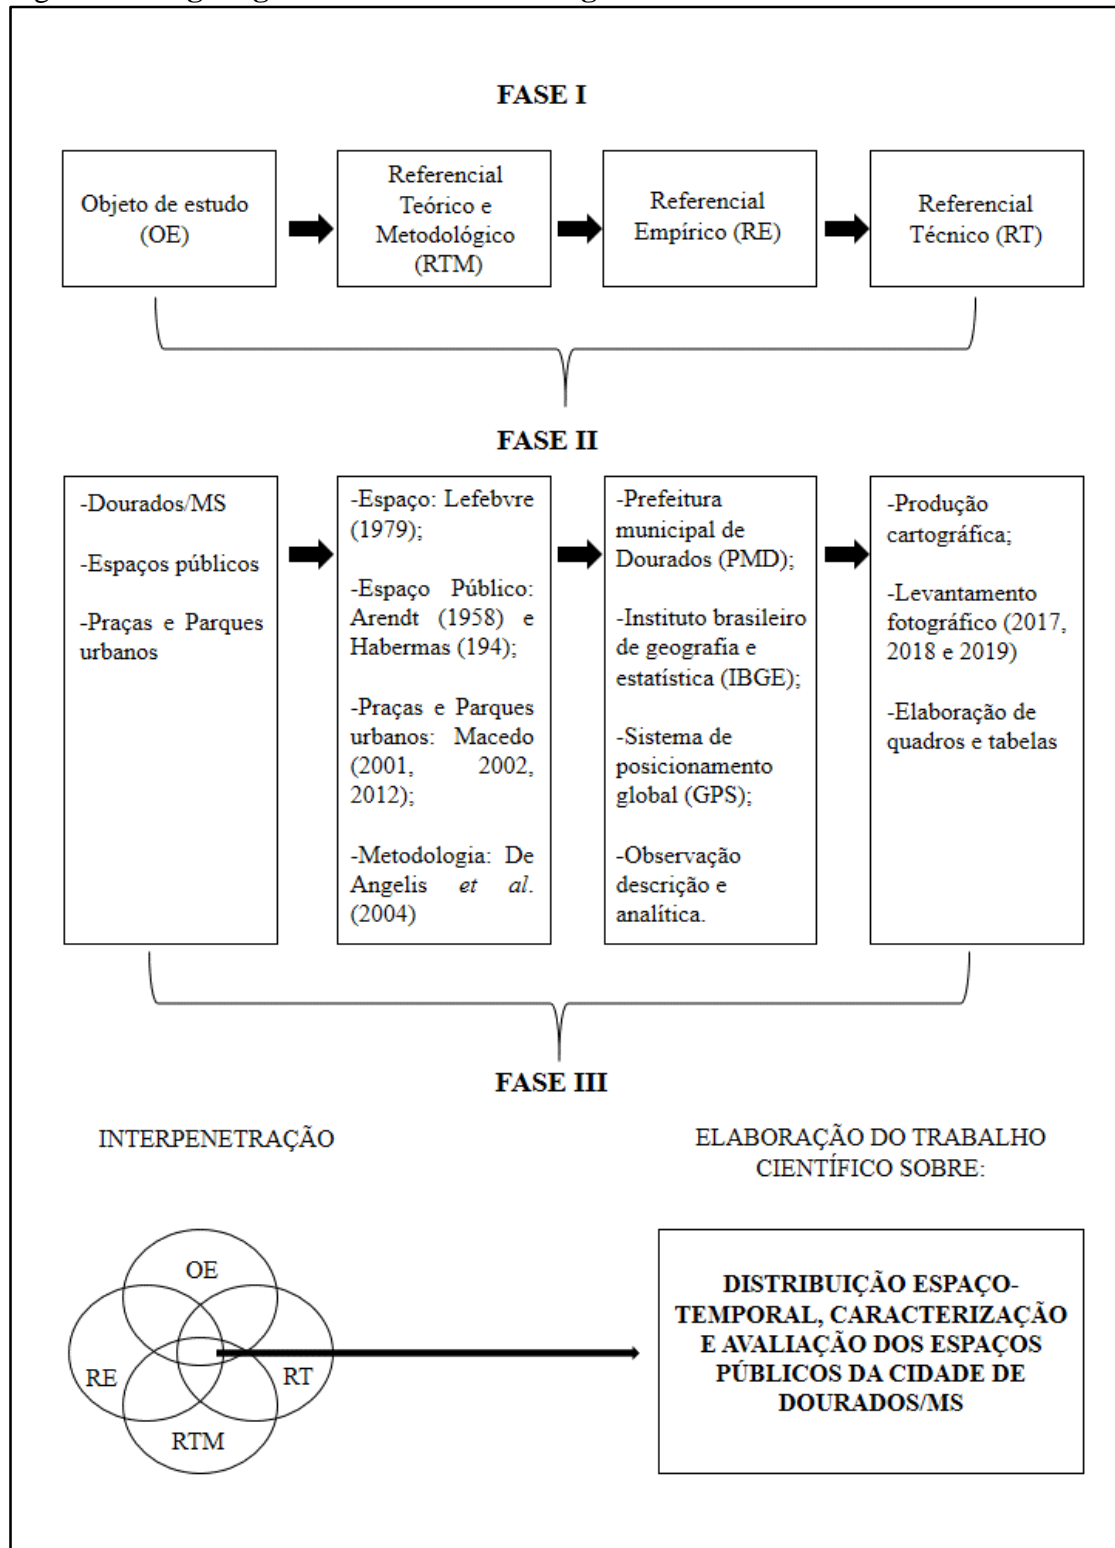 FASE I
Objeto de estudo
(OE)
Referencial
Teórico e
Metodológico
(RTM)
Referencial
Empírico (RE)
Referencial
Técnico (RT)
FASE II
-Dourados/MS
-Espaços públicos
-Praças e Parques
urbanos
-Espaço: Lefebvre
(1979);
-Espaço Público:
Arendt (1958) e
Habermas (194);
-Praças e Parques
urbanos: Macedo
(2001, 2002,
2012);
-Metodologia: De
Angelis et al.
(2004)
-Prefeitura
municipal de
Dourados (PMD);
-Instituto brasileiro
de geografia e
estatística (IBGE);
-Sistema de
posicionamento
global (GPS);
-Observação
descrição e
analítica.
-Produção
cartográfica;
-Levantamento
fotográfico (2017,
2018 e 2019)
-Elaboração de
quadros e tabelas
FASE III
INTERPENETRAÇÃO
OE
RE
RT
RTM
ELABORAÇÃO DO TRABALHO
CIENTÍFICO SOBRE:
DISTRIBUIÇÃO ESPAÇO-
TEMPORAL, CARACTERIZAÇÃO
E AVALIAÇÃO DOS ESPAÇOS
PÚBLICOS DA CIDADE DE
DOURADOS/MS